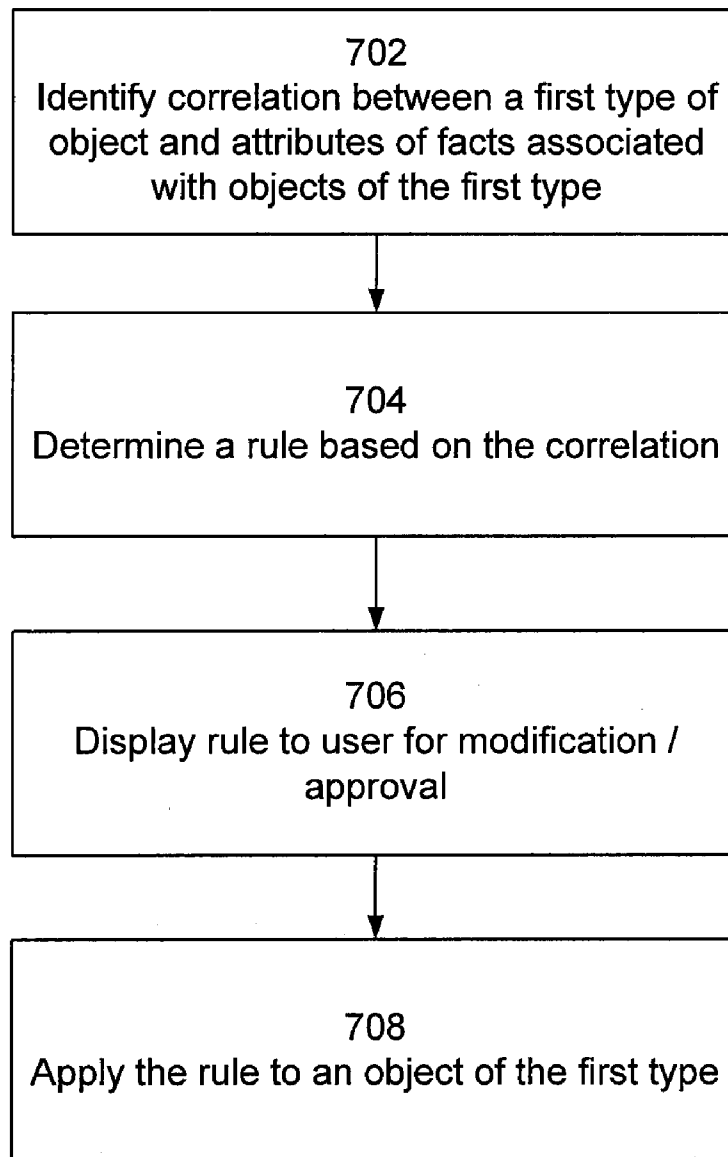 702
Identify correlation between a first type of
object and attributes of facts associated
with objects of the first type
704
Determine a rule based on the correlation
706
Display rule to user for modification /
approval
708
Apply the rule to an object of the first type